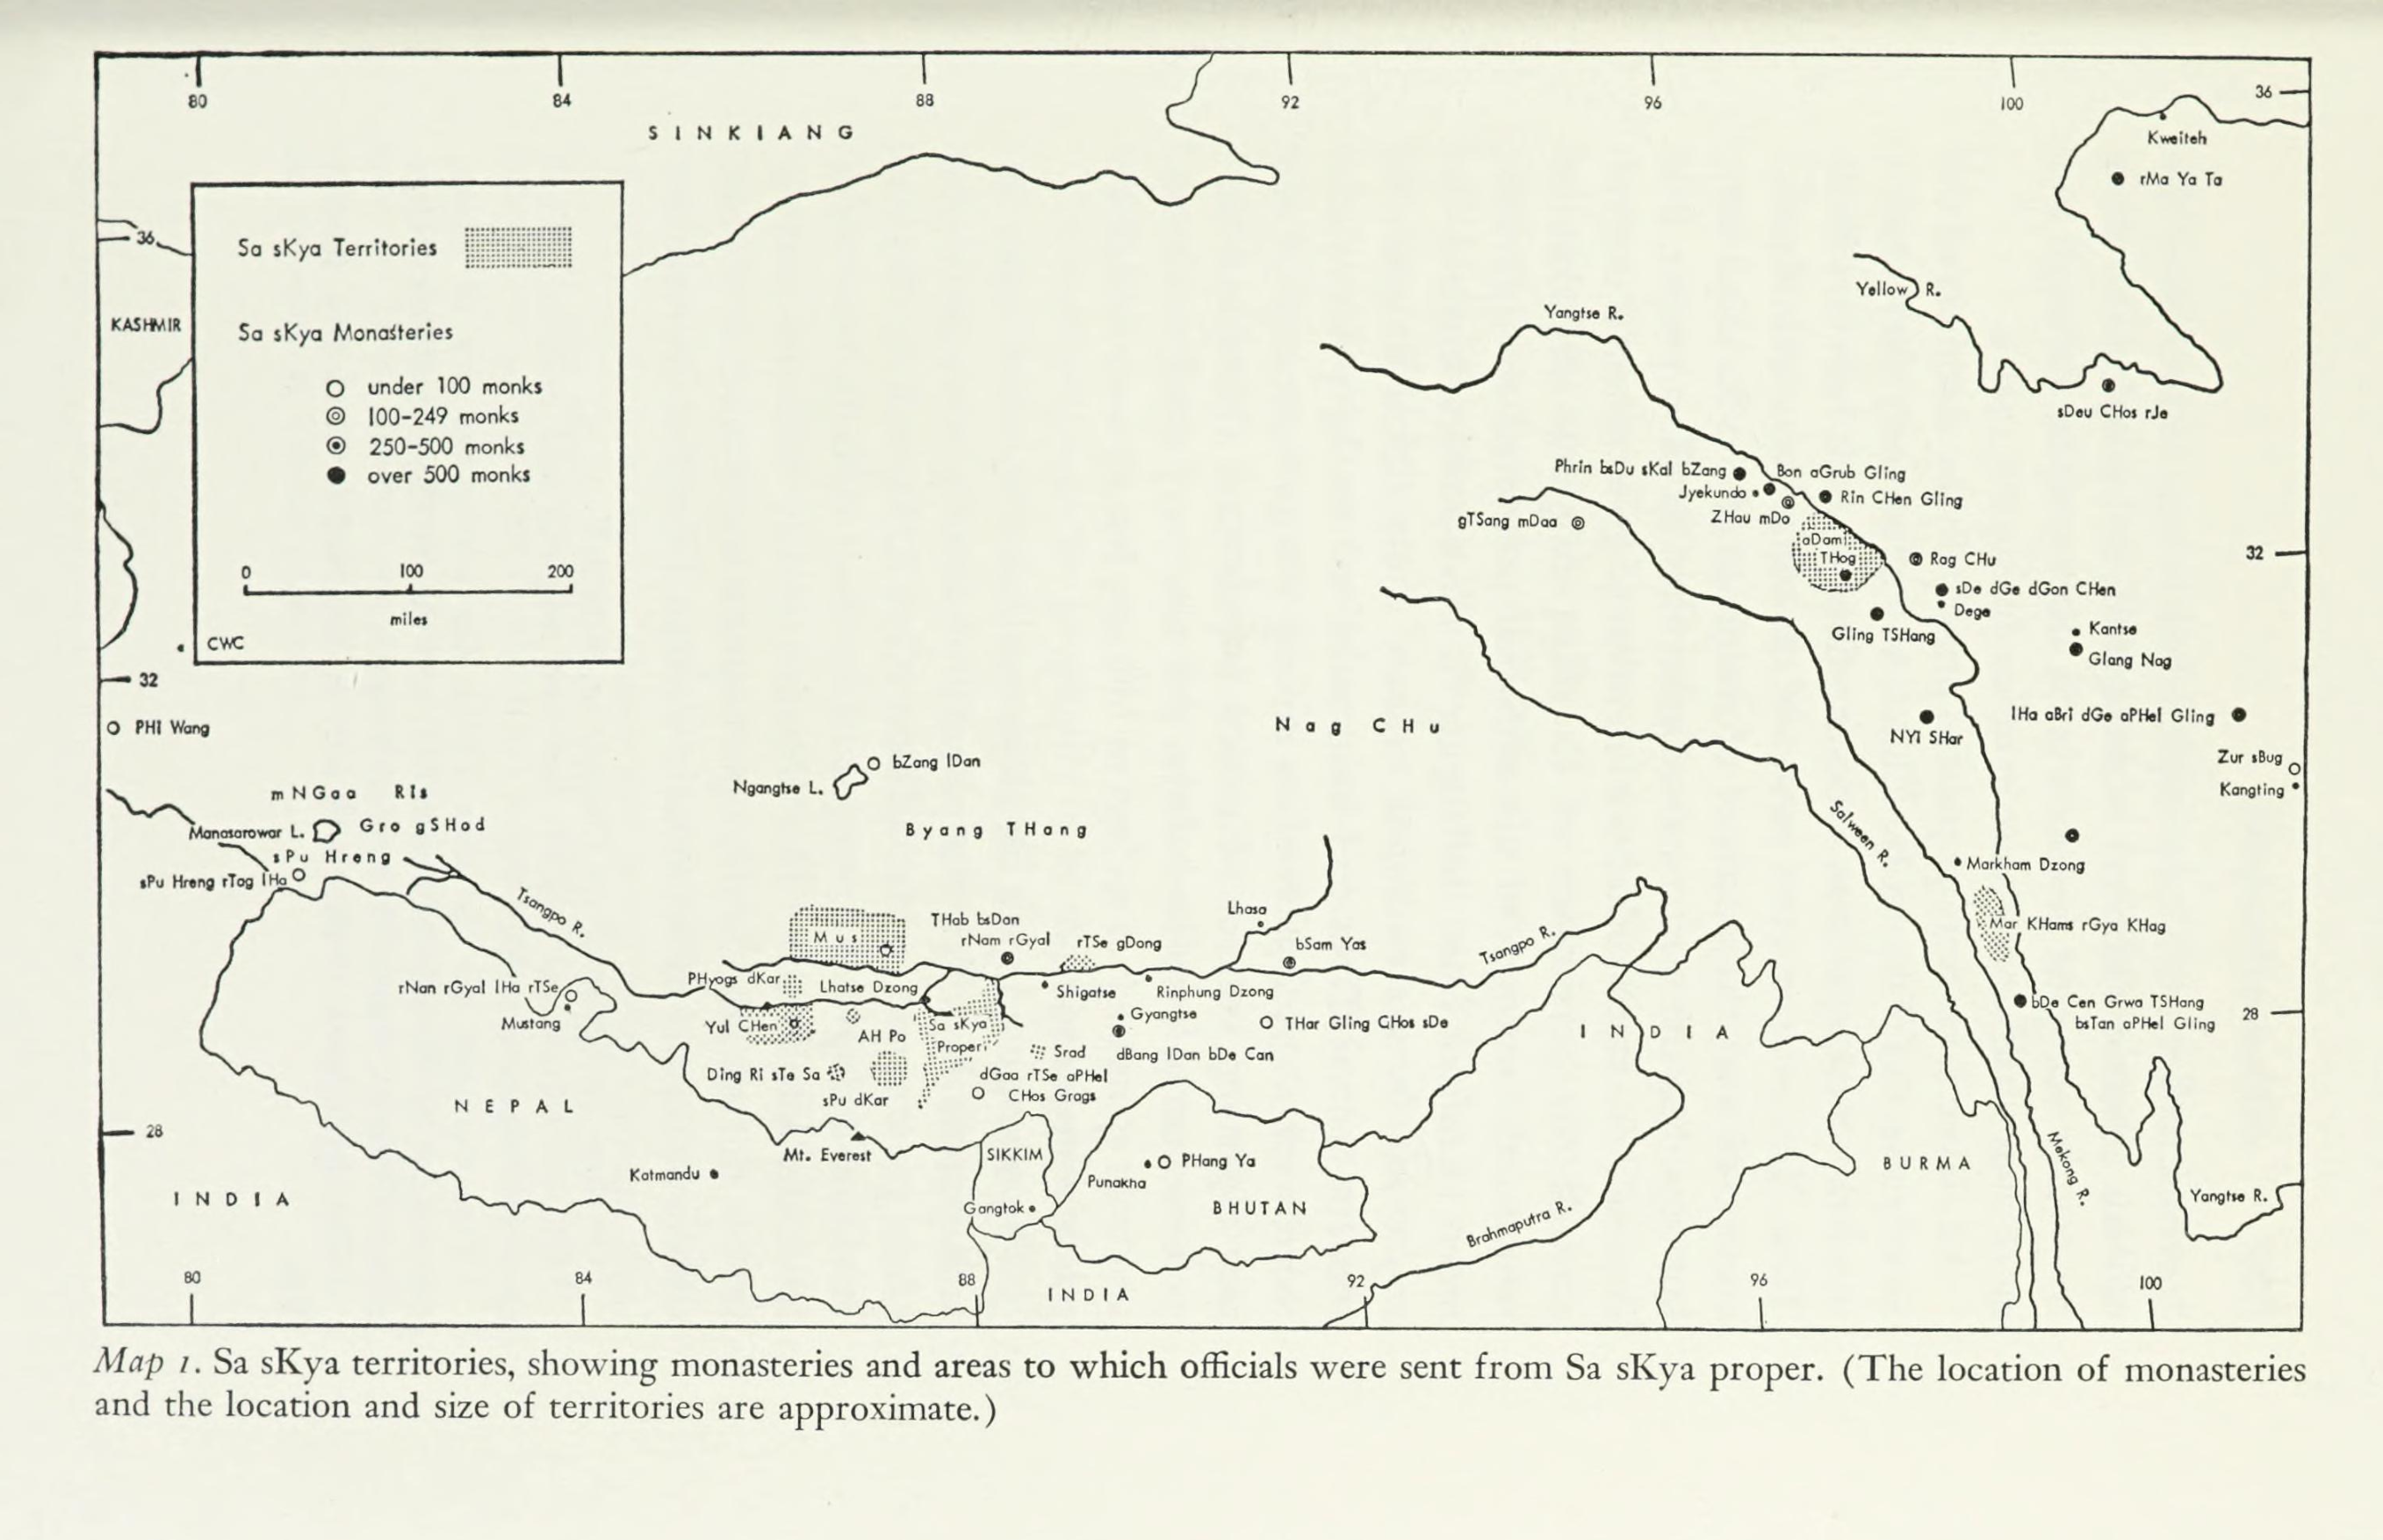 80 84 88 92 96 100
36
SINKIANG
Kweiteh
rMa Ya Ta
36
Sa sKya Territories
KASHMIR
Sa sKya Monasteries
under 100 monks
100-249 monks
250-500 monks
over 500 monks
0 100 200
miles
CWC
Yellow R.
Yangtse R.
sDeu CHos rJe
Phrin bsDu sKal bZang
Bon aGrub Gling
Jyekundo
Rin CHen Gling
ZHau mDo
gTSang mDaa
aDam
THog
Rag CHu
32
sDe dGe dGon CHen
Dege
Gling TSHang
Kantse
Glang Nag
32
PHI Wang
Nag CHu
lHa aBri dGe aPHel Gling
NYi SHar
Zur sBug
Kangting
bZang lDan
Ngangtse L.
mNGaa RIs
Manasarowar L.
Gro gSHod
Byang THang
Salween R.
sPu Hreng
sPu Hreng rTag lHa
Markham Dzong
Tsangpo R.
Mus
THab bsDan
rNam rGyal
rTSe gDong
Lhasa
bSam Yas
Tsangpo R.
Mar KHams rGya KHag
rNan rGyal lHa rTSe
PHyogs dKar
Lhatse Dzong
Shigatse
Rinphung Dzong
Mustang
Yul CHen
AH Po
Sa sKya
Proper
Gyangtse
THar Gling CHos sDe
INDIA
bDe Cen Grwa TSHang
bsTan aPHel Gling
28
Srad
dBang lDan bDe Can
Ding Ri sTe Sa
sPu dKar
dGaa rTSe aPHel
CHos Grags
NEPAL
28
Mt. Everest
SIKKIM
PHang Ya
Punakha
BURMA
Mekong R.
Katmandu
INDIA
Gangtok
BHUTAN
Yangtse R.
Brahmaputra R.
80 84 88 92 96 100
INDIA
Map 1. Sa sKya territories, showing monasteries and areas to which officials were sent from Sa sKya proper. (The location of monasteries
and the location and size of territories are approximate.)